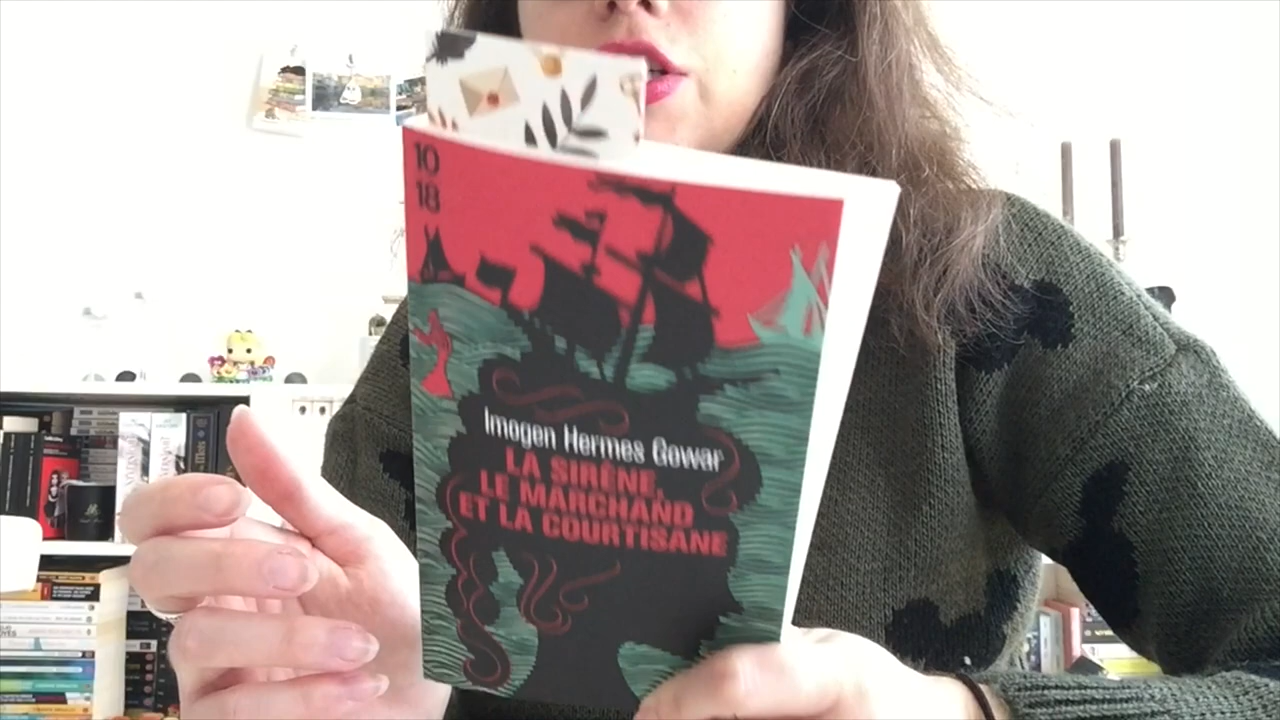 10
18
Imogen Hermes Gowar
LA SIRÈNE,
LE MARCHAND
ET LA COURTISANE